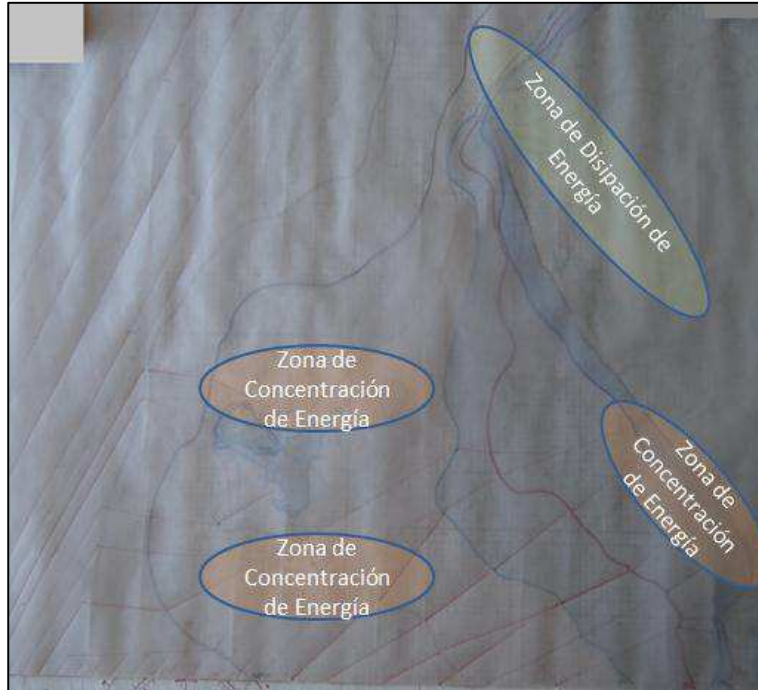 Zona de Disipación de
Energía
Zona de
Concentración
de Energía
Zona de
Concentración
de Energía
Zona de
Concentración
de Energía